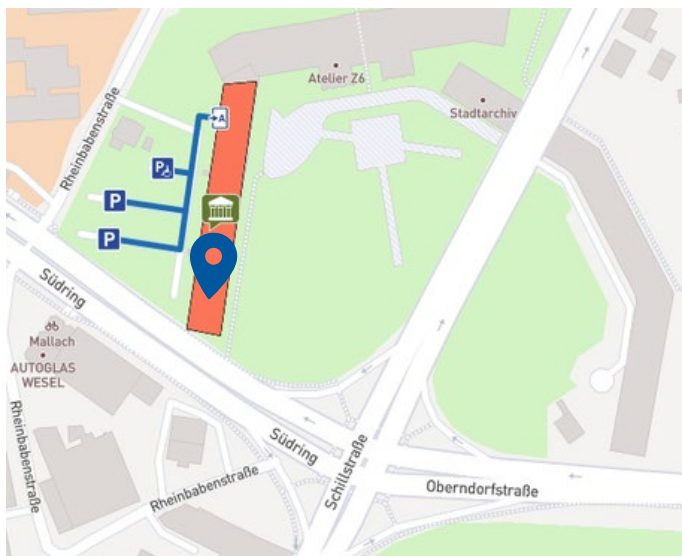 Atelier Z6
Stadtarchiv
Rheinbabenstraße
A
P
P
P
Südring
Mallach
AUTOGLAS
WESEL
Rheinbabenstraße
Südring
Rheinbabenstraße
Schillstraße
Oberndorfstraße